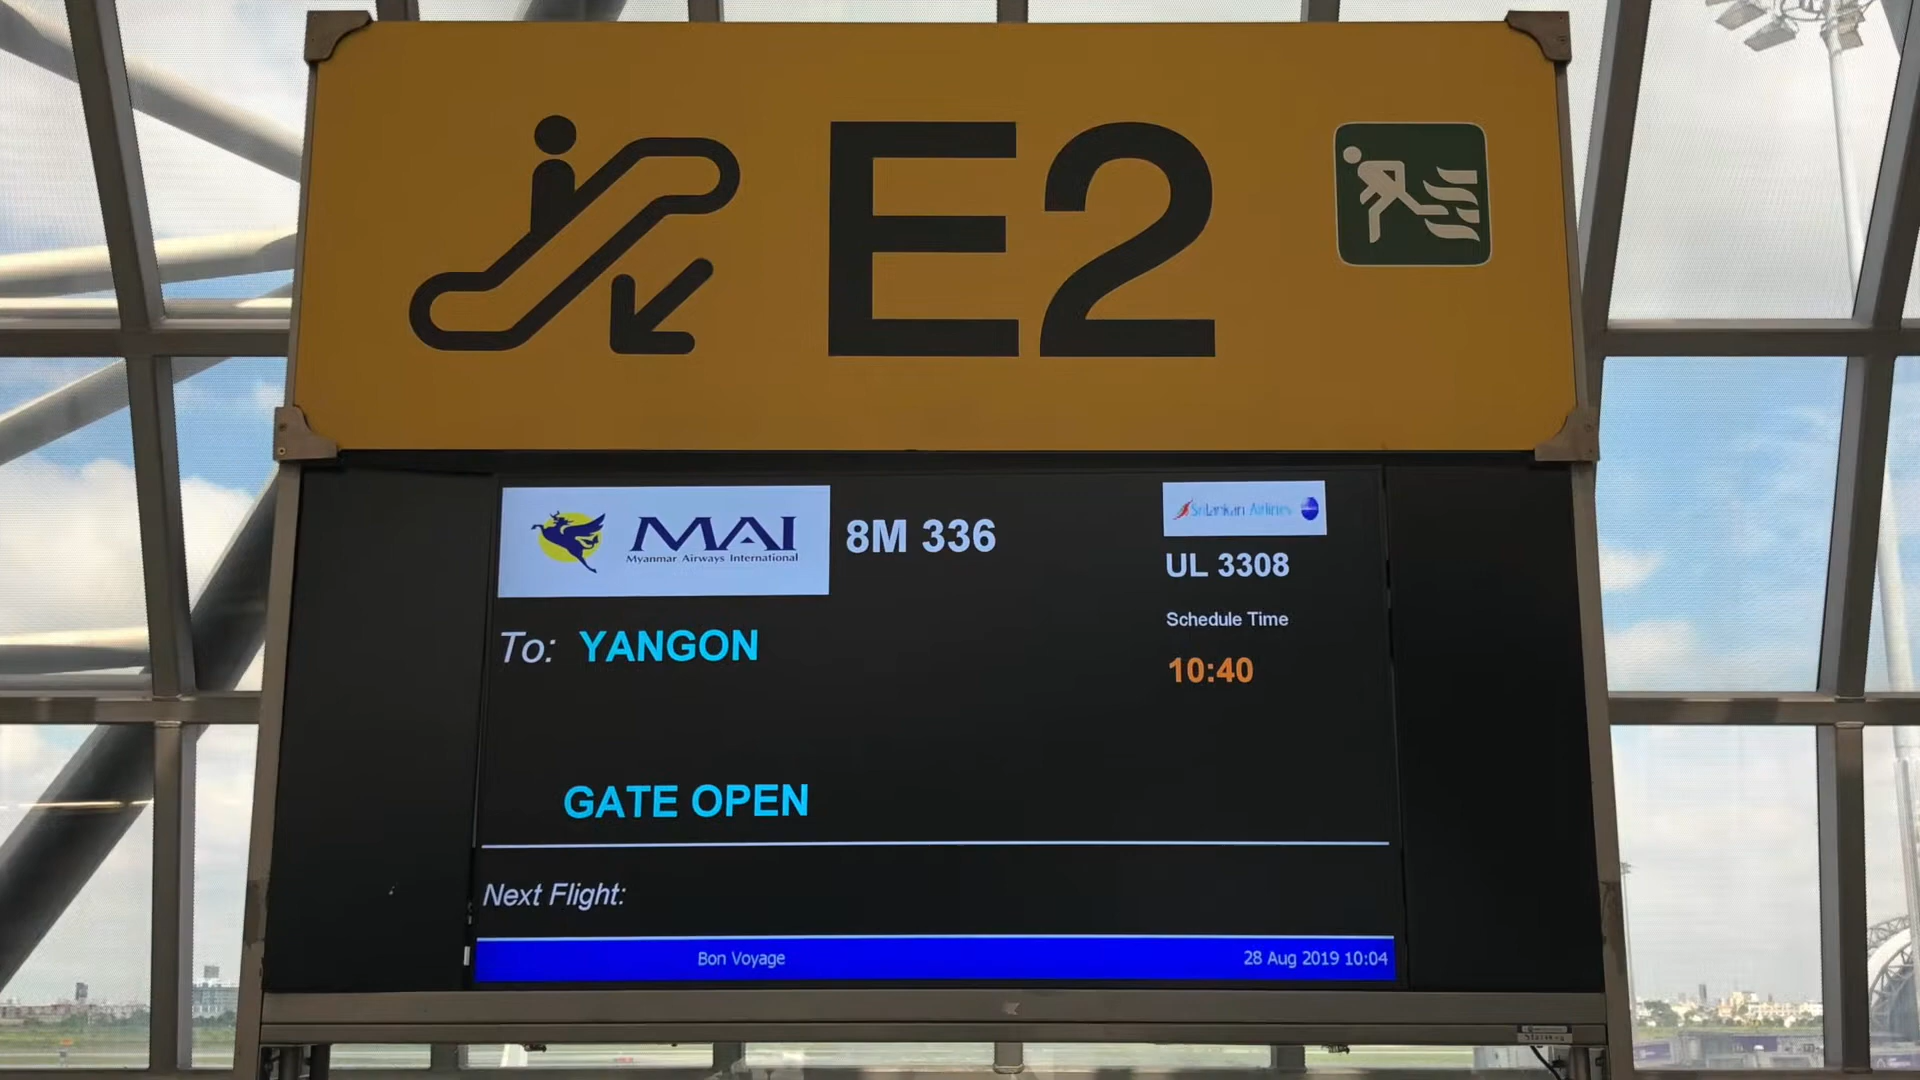 E2
MAI
Myanmar Airways International
8M 336
SriLankan Airlines
UL 3308
Schedule Time
To: YANGON
10:40
GATE OPEN
Next Flight:
Bon Voyage
28 Aug 2019 10:04